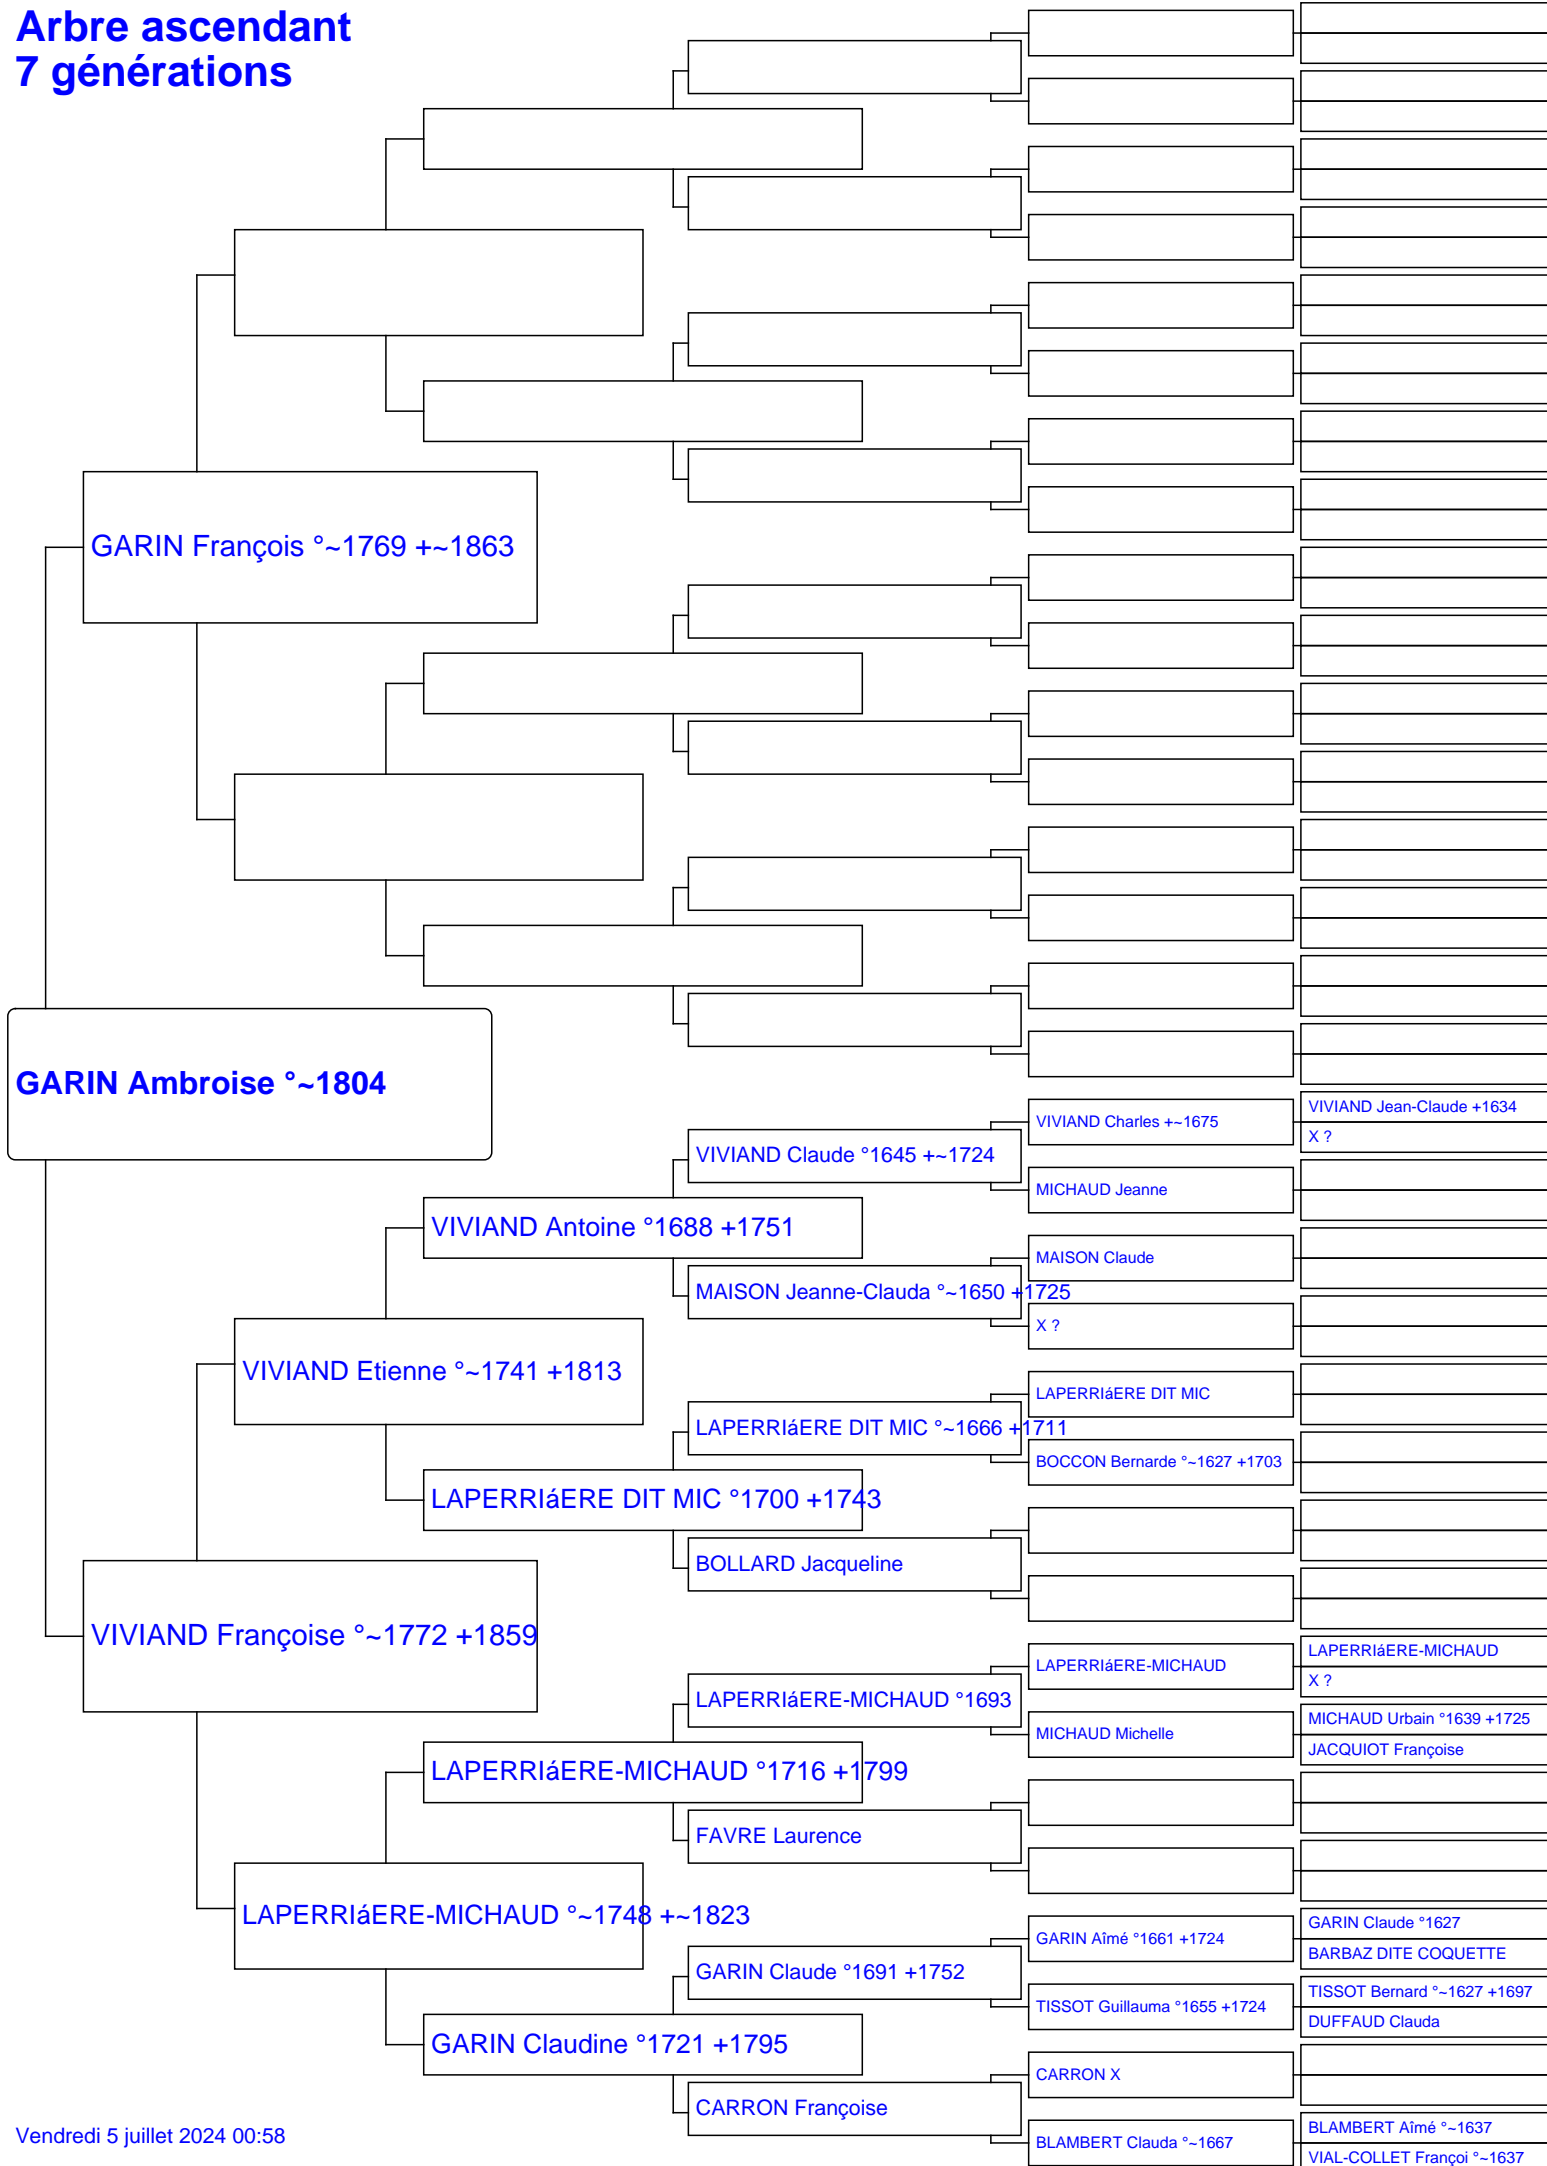 Arbre ascendant
7 générations
GARIN François °~1769 +~1863
GARIN Ambroise °~1804
VIVIAND Jean-Claude +1634
VIVIAND Charles +~1675
X ?
VIVIAND Claude °1645 +~1724
MICHAUD Jeanne
VIVIAND Antoine °1688 +1751
MAISON Claude
MAISON Jeanne-Clauda °~1650 +1725
X ?
VIVIAND Etienne °~1741 +1813
LAPERRIáERE DIT MIC
LAPERRIáERE DIT MIC °~1666 +1711
BOCCON Bernarde °~1627 +1703
LAPERRIáERE DIT MIC °1700 +1743
BOLLARD Jacqueline
VIVIAND Françoise °~1772 +1859
LAPERRIáERE-MICHAUD
LAPERRIáERE-MICHAUD
X ?
LAPERRIáERE-MICHAUD °1693
MICHAUD Urbain °1639 +1725
MICHAUD Michelle
JACQUIOT Françoise
LAPERRIáERE-MICHAUD °1716 +1799
FAVRE Laurence
LAPERRIáERE-MICHAUD °~1748 +~1823
GARIN Claude °1627
GARIN Aîmé °1661 +1724
BARBAZ DITE COQUETTE
GARIN Claude °1691 +1752
TISSOT Bernard °~1627 +1697
TISSOT Guillauma °1655 +1724
DUFFAUD Clauda
GARIN Claudine °1721 +1795
CARRON X
CARRON Françoise
BLAMBERT Aîmé °~1637
BLAMBERT Clauda °~1667
VIAL-COLLET Françoi °~1637
Vendredi 5 juillet 2024 00:58